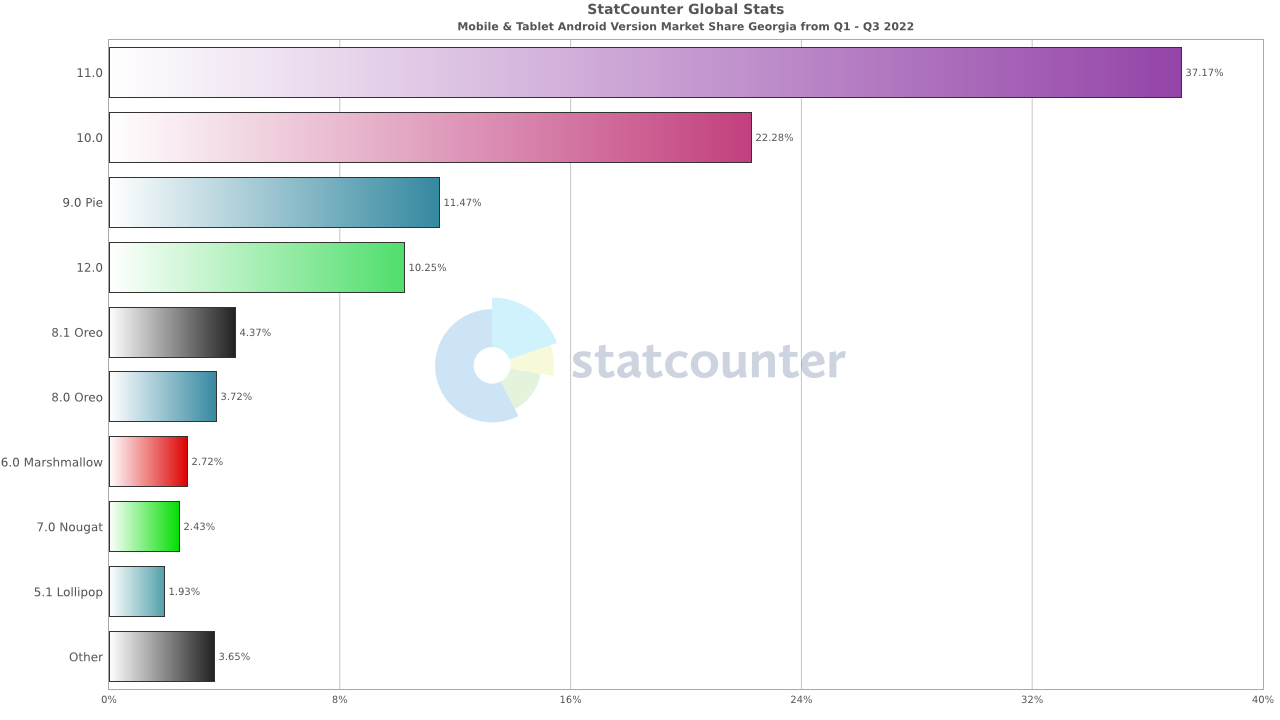 StatCounter Global Stats
Mobile & Tablet Android Version Market Share Georgia from Q1 - Q3 2022
11.0
37.17%
10.0
22.28%
9.0 Pie
11.47%
12.0
10.25%
8.1 Oreo
4.37%
statcounter
8.0 Oreo
3.72%
6.0 Marshmallow
2.72%
7.0 Nougat
2.43%
5.1 Lollipop
1.93%
Other
3.65%
0% 8% 16% 24% 32% 40%